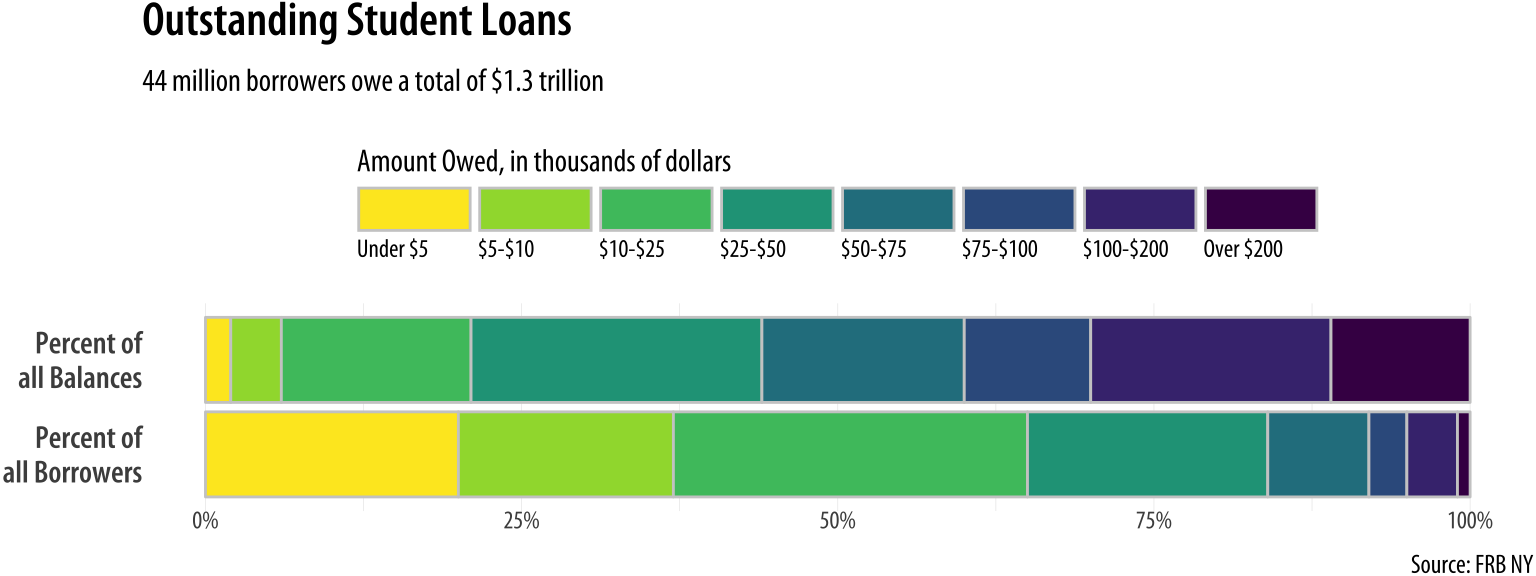 Outstanding Student Loans
44 million borrowers owe a total of $1.3 trillion
Amount Owed, in thousands of dollars
Under $5 $5-$10 $10-$25 $25-$50 $50-$75 $75-$100 $100-$200 Over $200
Percent of
all Balances
Percent of
all Borrowers
0% 25% 50% 75% 100%
Source: FRB NY